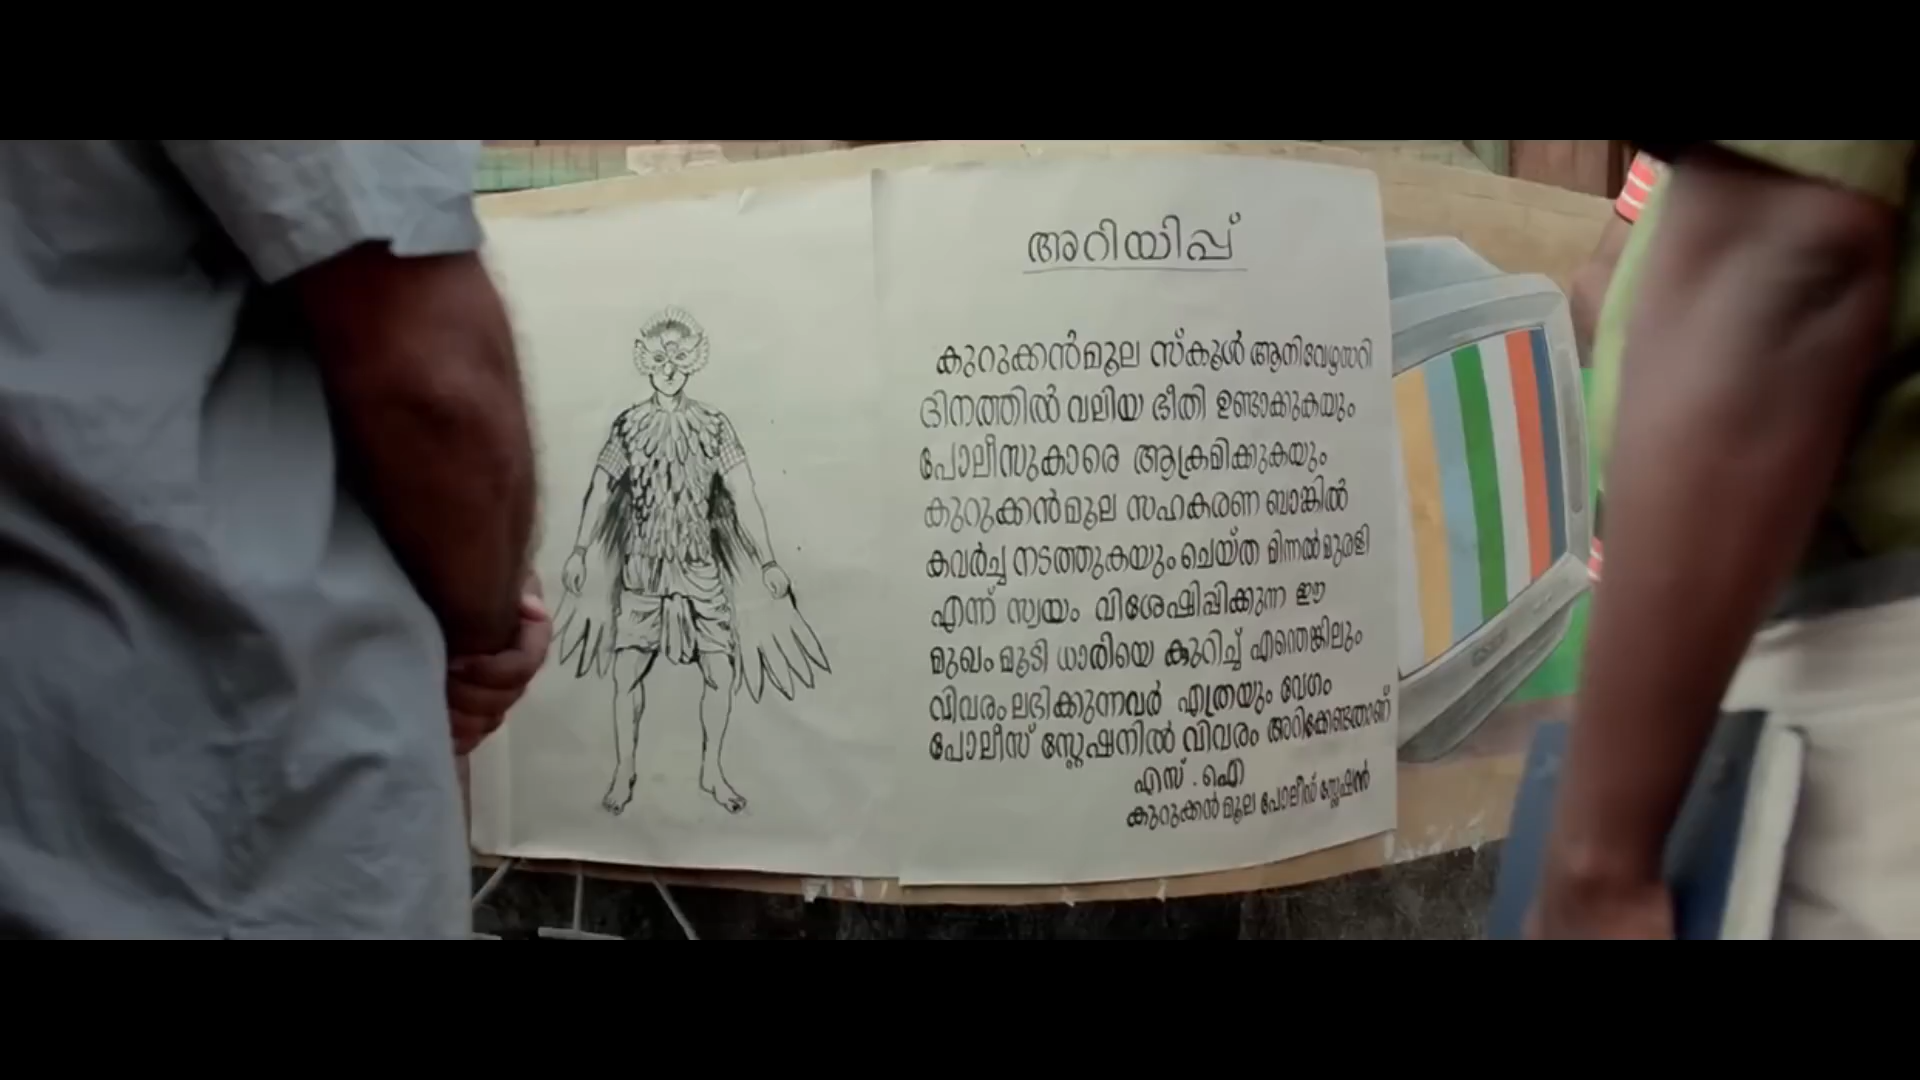 അറിയിപ്പ്
കുറുക്കൻമൂല സ്കൂൾ ആനിവേഴ്സറി
ദിനത്തിൽ വലിയ ഭീതി ഉണ്ടാക്കുകയും
പോലീസുകാരെ ആക്രമിക്കുകയും
കുറുക്കൻമൂല സഹകരണ ബാങ്കിൽ
കവർച്ച നടത്തുകയും ചെയ്ത മിന്നൽ മുരളി
എന്ന് സ്വയം വിശേഷിപ്പിക്കുന്ന ഈ
മുഖം മൂടി ധാരിയെ കുറിച്ച് എന്തെങ്കിലും
വിവരം ലഭിക്കുന്നവർ എത്രയും വേഗം
പോലീസ് സ്റ്റേഷനിൽ വിവരം അറിക്കേണ്ടതാണ്
എസ്.ഐ
കുറുക്കൻ മൂല പോലീസ് സ്റ്റേഷൻ